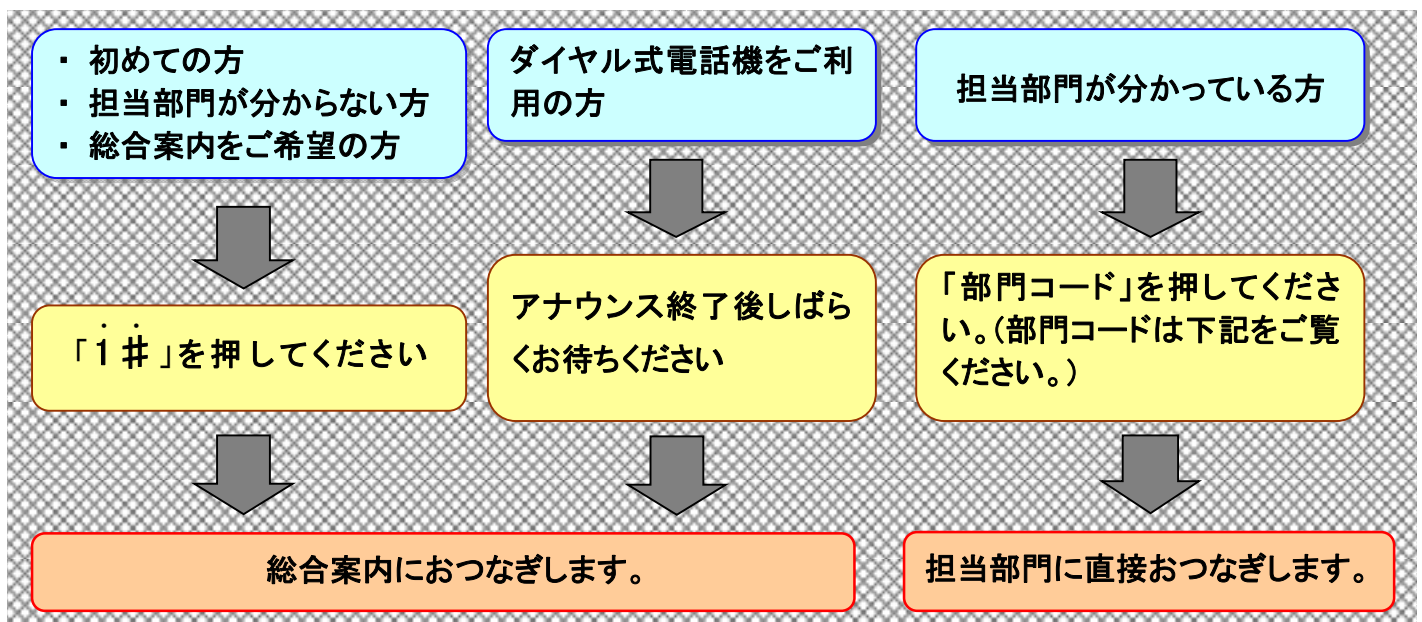 ・ 初めての方
・ 担当部門が分からない方
・ 総合案内をご希望の方
ダイヤル式電話機をご利
用の方
担当部門が分かっている方
「1＃」を押してください
アナウンス終了後しばら
くお待ちください
「部門コード」を押してくださ
い。（部門コードは下記をご覧
ください。）
総合案内におつなぎします。
担当部門に直接おつなぎします。